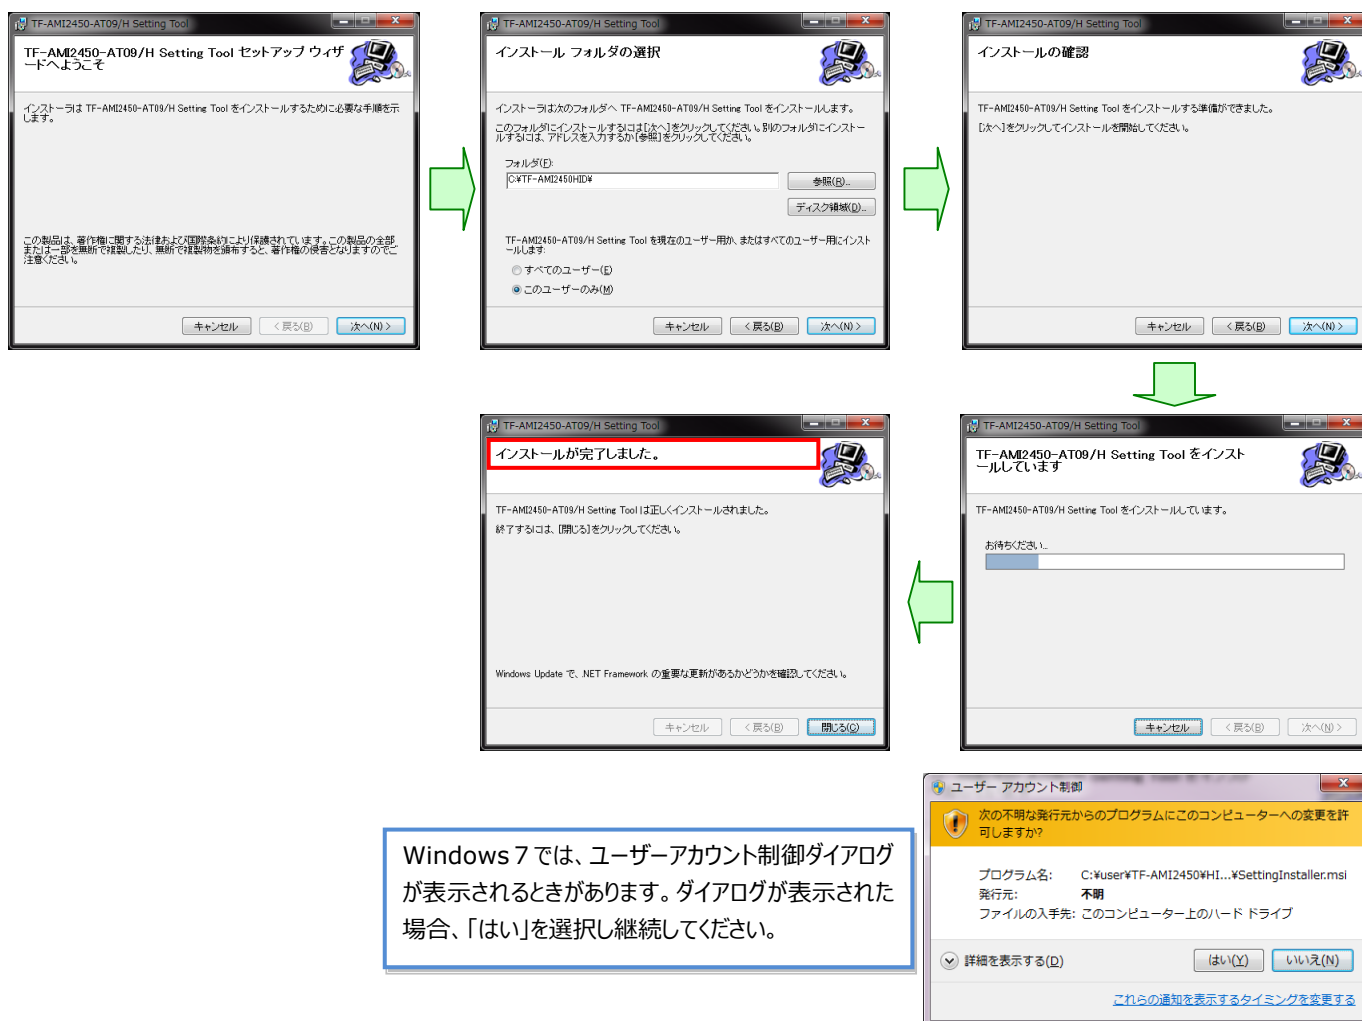 TF-AMI2450-AT09/H Setting Tool
TF-AMI2450-AT09/H Setting Tool セットアップ ウィザ
ードへようこそ
インストーラは TF-AMI2450-AT09/H Setting Tool をインストールするために必要な手順を示
します。
この製品は、著作権に関する法律および国際条約により保護されています。この製品の全部
または一部を無断で複製したり、無断で複製物を頒布すると、著作権の侵害となりますのでご
注意ください。
キャンセル
< 戻る(B)
次へ(N) >
TF-AMI2450-AT09/H Setting Tool
インストール フォルダの選択
インストーラは次のフォルダへ TF-AMI2450-AT09/H Setting Tool をインストールします。
このフォルダにインストールするには[次へ]をクリックしてください。別のフォルダにインストー
ルするには、アドレスを入力するか[参照]をクリックしてください。
フォルダ(F):
C:¥TF-AMI2450HID¥
参照(R)...
ディスク領域(D)...
TF-AMI2450-AT09/H Setting Tool を現在のユーザー用か、またはすべてのユーザー用にインスト
ールします:
すべてのユーザー(E)
このユーザーのみ(M)
キャンセル
< 戻る(B)
次へ(N) >
TF-AMI2450-AT09/H Setting Tool
インストールの確認
TF-AMI2450-AT09/H Setting Tool をインストールする準備ができました。
[次へ]をクリックしてインストールを開始してください。
キャンセル
< 戻る(B)
次へ(N) >
TF-AMI2450-AT09/H Setting Tool
TF-AMI2450-AT09/H Setting Tool をインスト
ールしています
TF-AMI2450-AT09/H Setting Tool をインストールしています。
お待ちください...
キャンセル
< 戻る(B)
次へ(N) >
TF-AMI2450-AT09/H Setting Tool
インストールが完了しました。
TF-AMI2450-AT09/H Setting Tool は正しくインストールされました。
終了するには、[閉じる]をクリックしてください。
Windows Update で、.NET Framework の重要な更新があるかどうかを確認してください。
キャンセル
< 戻る(B)
閉じる(C)
Windows 7 では、ユーザーアカウント制御ダイアログ
が表示されるときがあります。ダイアログが表示された
場合、「はい」を選択し継続してください。
ユーザー アカウント制御
次の不明な発行元からのプログラムにこのコンピューターへの変更を許
可しますか?
プログラム名: C:¥user¥TF-AMI2450¥HI...¥SettingInstaller.msi
発行元: 不明
ファイルの入手先: このコンピューター上のハード ドライブ
詳細を表示する(D)
はい(Y)
いいえ(N)
これらの通知を表示するタイミングを変更する